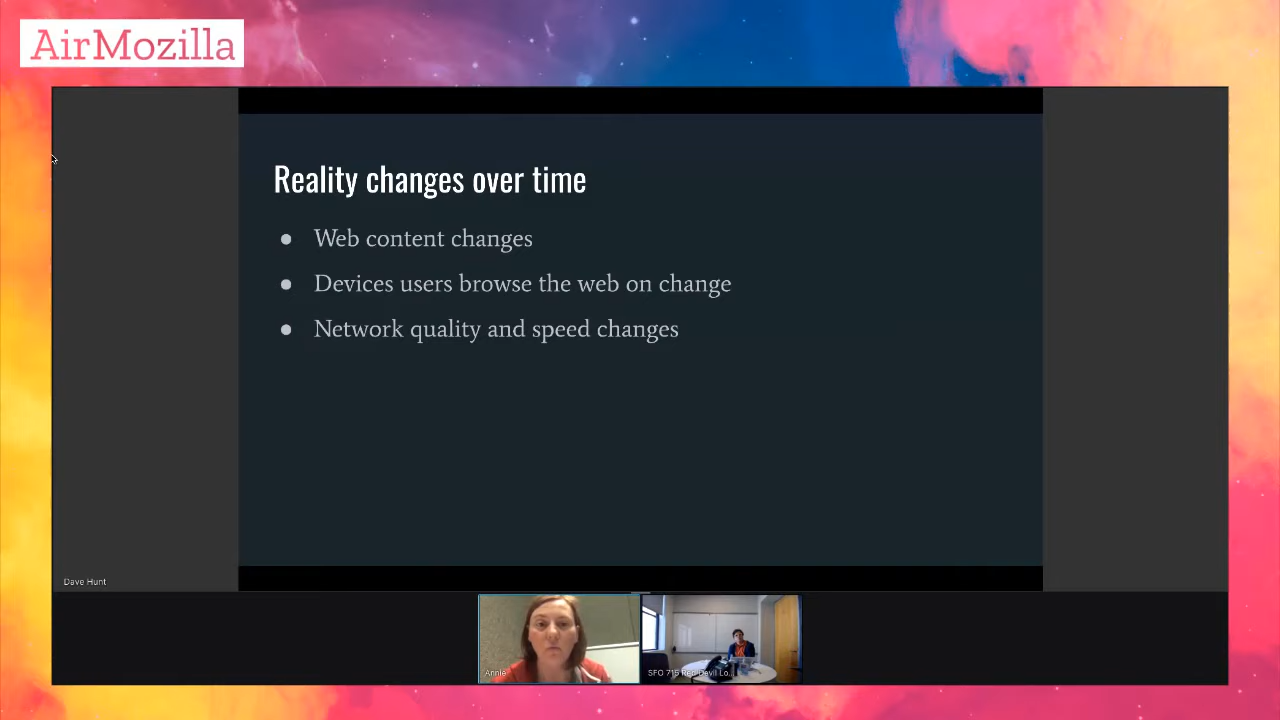 AirMozilla
Reality changes over time
● Web content changes
● Devices users browse the web on change
● Network quality and speed changes
Dave Hunt
Annie
SFO 715 Red Devil Lo...